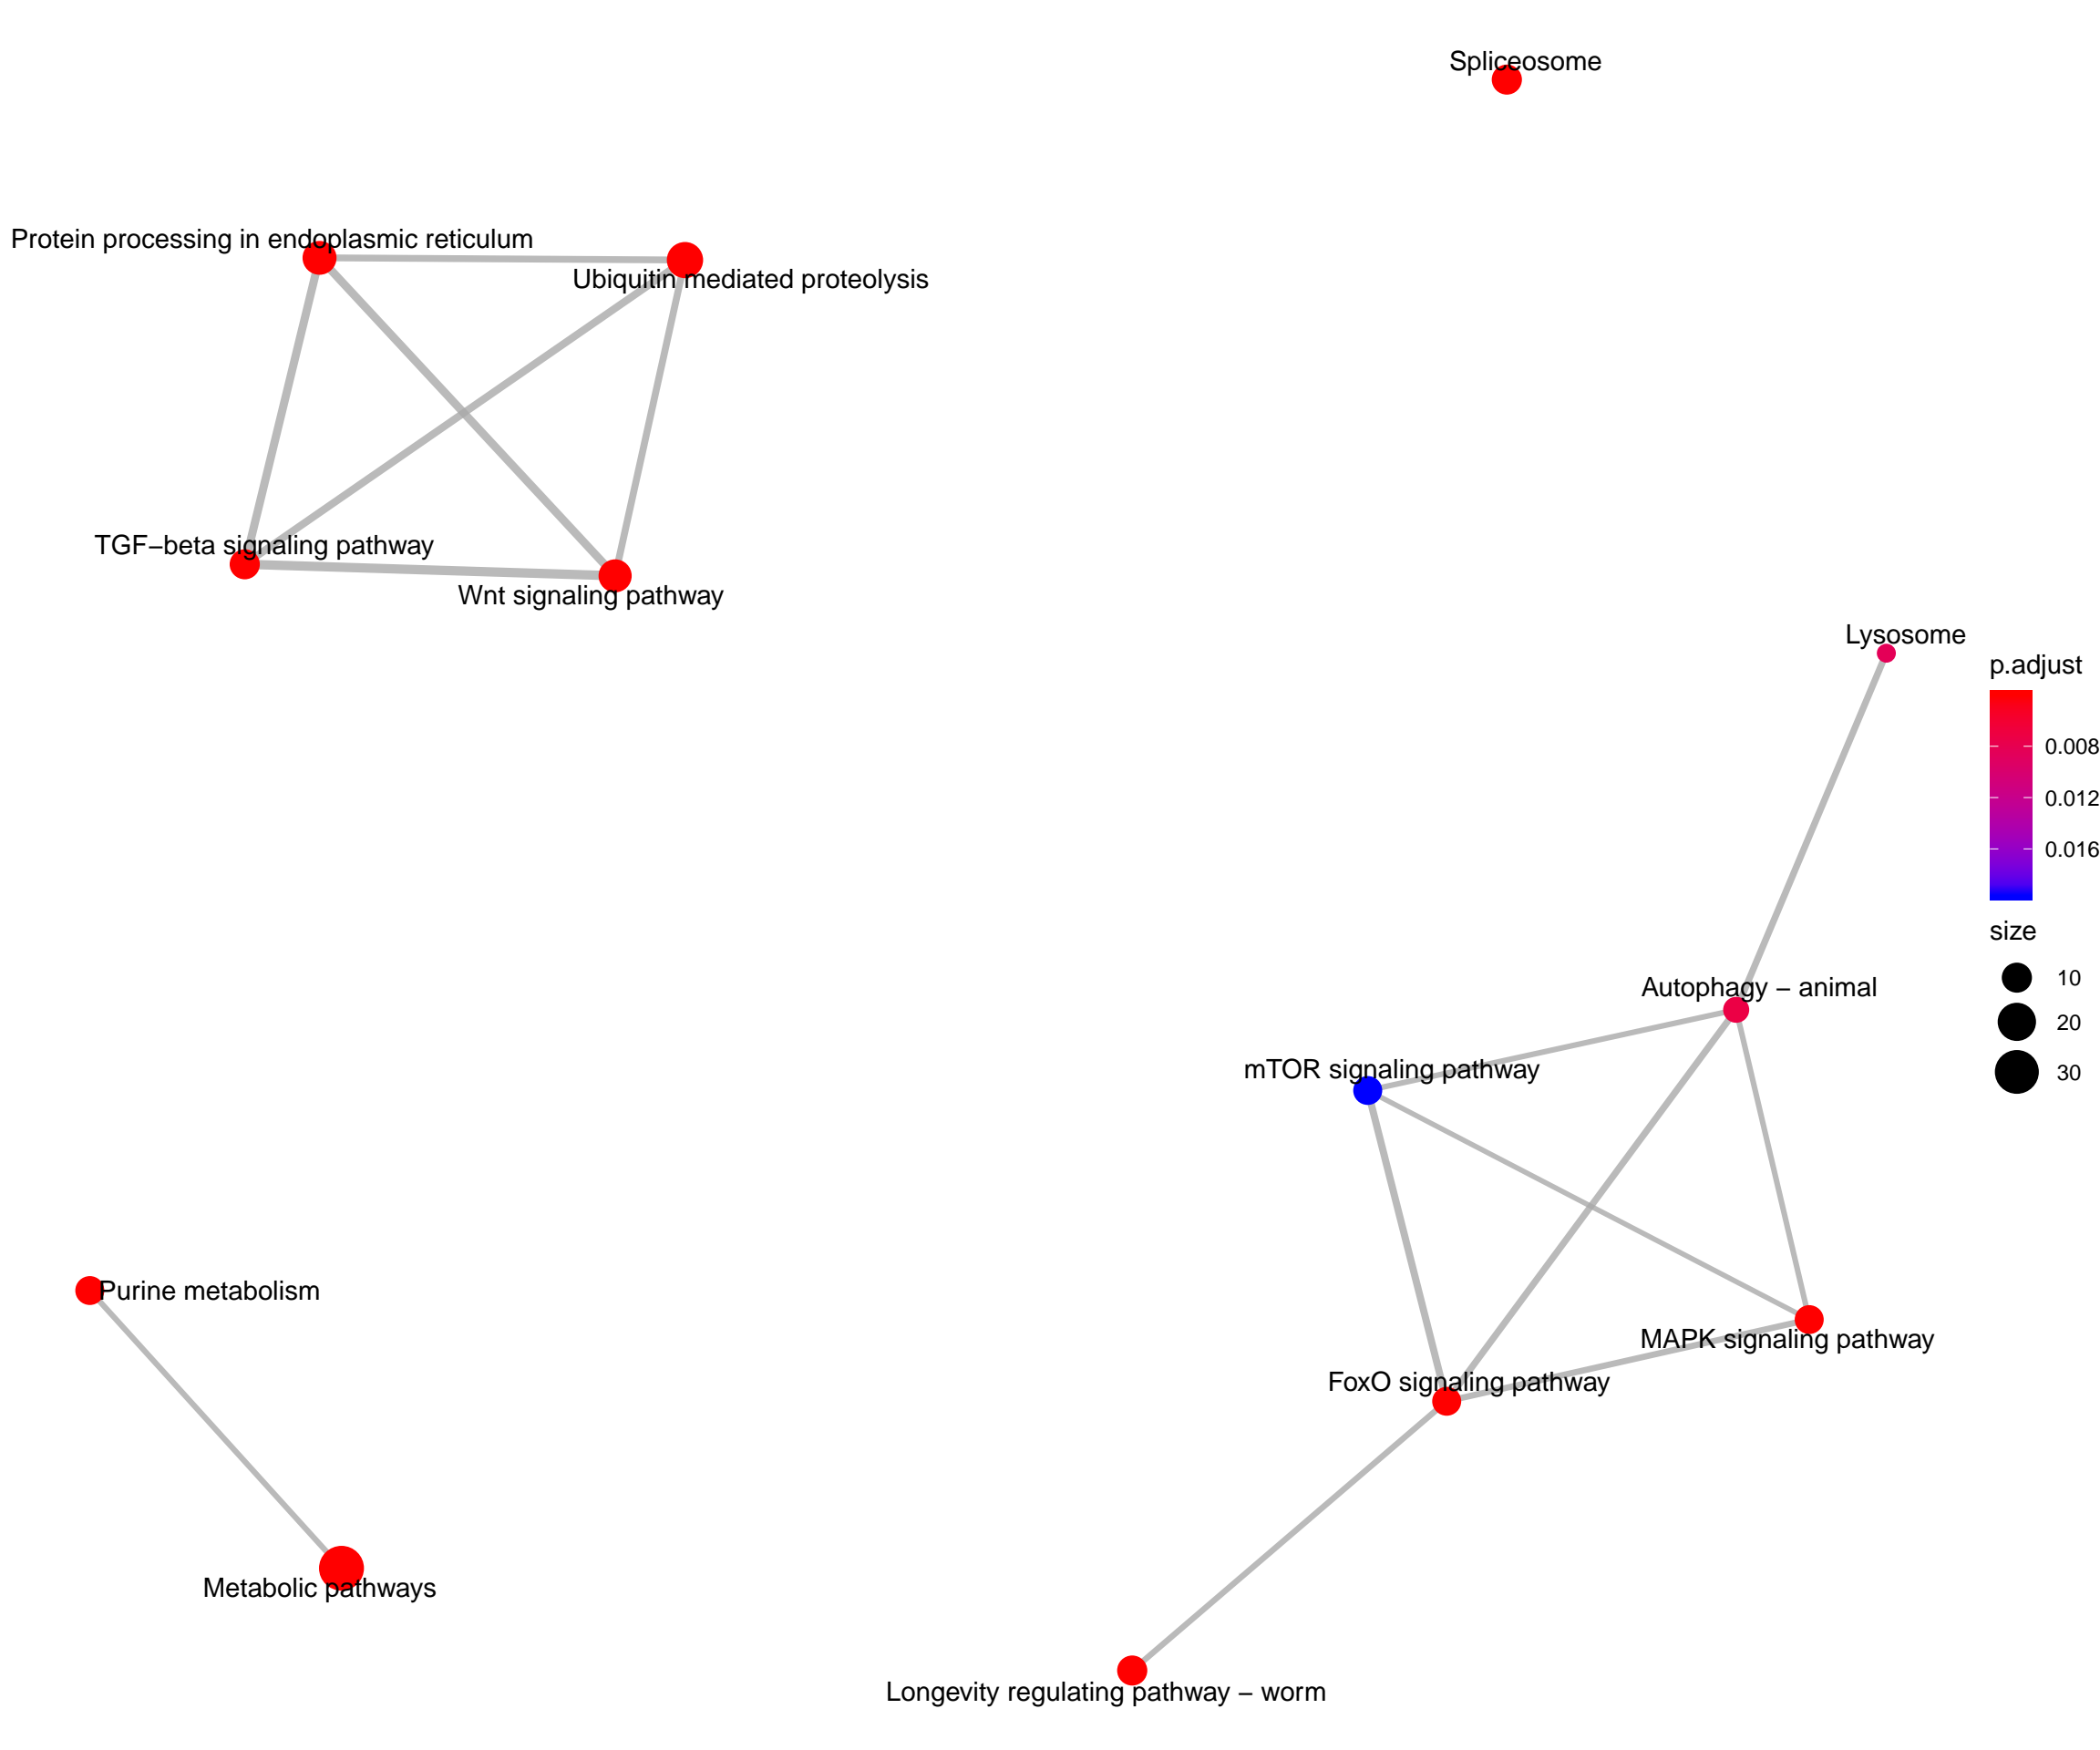 Spliceosome
Protein processing in endoplasmic reticulum
Ubiquitin mediated proteolysis
TGF−beta signaling pathway
Wnt signaling pathway
Lysosome
p.adjust
0.008
0.012
0.016
size
10
20
30
Autophagy − animal
mTOR signaling pathway
Purine metabolism
MAPK signaling pathway
FoxO signaling pathway
Metabolic pathways
Longevity regulating pathway − worm